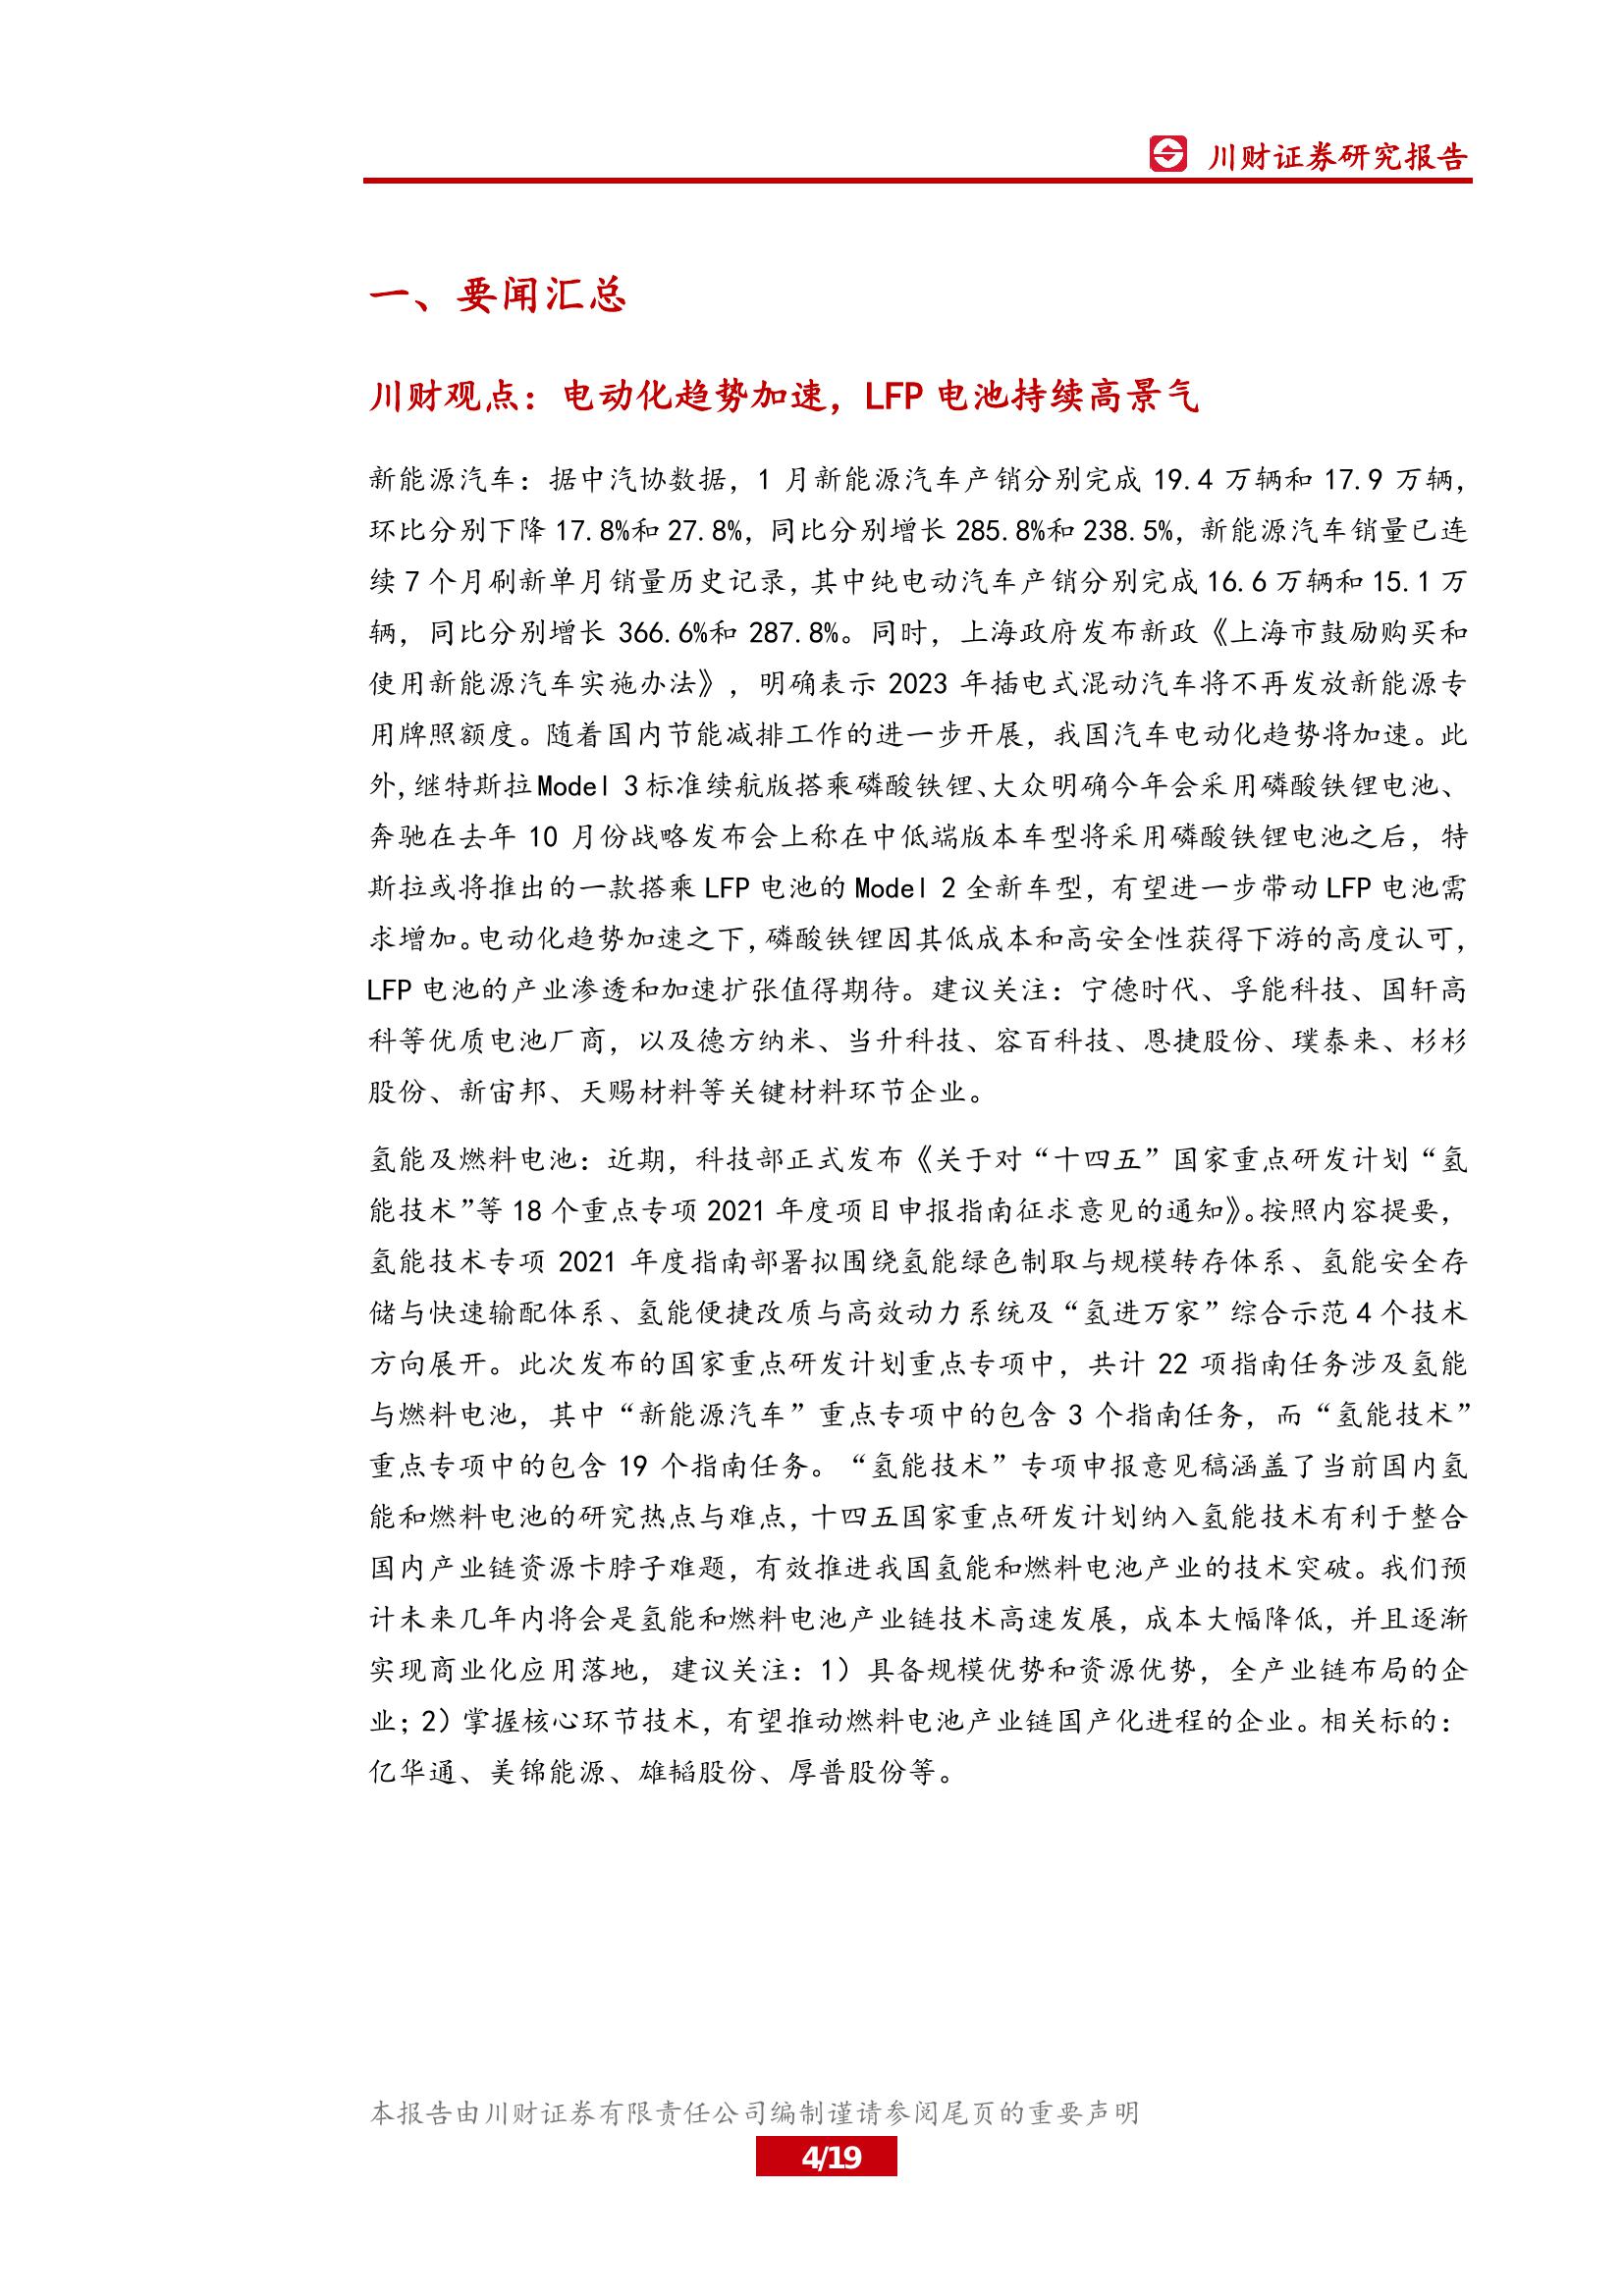 川财证券研究报告
一、要闻汇总
川财观点：电动化趋势加速，LFP 电池持续高景气
新能源汽车：据中汽协数据，1 月新能源汽车产销分别完成 19.4 万辆和 17.9 万辆，
环比分别下降 17.8%和 27.8%，同比分别增长 285.8%和 238.5%，新能源汽车销量已连
续 7 个月刷新单月销量历史记录，其中纯电动汽车产销分别完成 16.6 万辆和 15.1 万
辆，同比分别增长 366.6%和 287.8%。同时，上海政府发布新政《上海市鼓励购买和
使用新能源汽车实施办法》，明确表示 2023 年插电式混动汽车将不再发放新能源专
用牌照额度。随着国内节能减排工作的进一步开展，我国汽车电动化趋势将加速。此
外，继特斯拉 Model 3 标准续航版搭乘磷酸铁锂、大众明确今年会采用磷酸铁锂电池、
奔驰在去年 10 月份战略发布会上称在中低端版本车型将采用磷酸铁锂电池之后，特
斯拉或将推出的一款搭乘 LFP 电池的 Model 2 全新车型，有望进一步带动 LFP 电池需
求增加。电动化趋势加速之下，磷酸铁锂因其低成本和高安全性获得下游的高度认可，
LFP 电池的产业渗透和加速扩张值得期待。建议关注：宁德时代、孚能科技、国轩高
科等优质电池厂商，以及德方纳米、当升科技、容百科技、恩捷股份、璞泰来、杉杉
股份、新宙邦、天赐材料等关键材料环节企业。
氢能及燃料电池：近期，科技部正式发布《关于对“十四五”国家重点研发计划“氢
能技术”等 18 个重点专项 2021 年度项目申报指南征求意见的通知》。按照内容提要，
氢能技术专项 2021 年度指南部署拟围绕氢能绿色制取与规模转存体系、氢能安全存
储与快速输配体系、氢能便捷改质与高效动力系统及“氢进万家”综合示范 4 个技术
方向展开。此次发布的国家重点研发计划重点专项中，共计 22 项指南任务涉及氢能
与燃料电池，其中“新能源汽车”重点专项中的包含 3 个指南任务，而“氢能技术”
重点专项中的包含 19 个指南任务。“氢能技术”专项申报意见稿涵盖了当前国内氢
能和燃料电池的研究热点与难点，十四五国家重点研发计划纳入氢能技术有利于整合
国内产业链资源卡脖子难题，有效推进我国氢能和燃料电池产业的技术突破。我们预
计未来几年内将会是氢能和燃料电池产业链技术高速发展，成本大幅降低，并且逐渐
实现商业化应用落地，建议关注：1）具备规模优势和资源优势，全产业链布局的企
业；2）掌握核心环节技术，有望推动燃料电池产业链国产化进程的企业。相关标的：
亿华通、美锦能源、雄韬股份、厚普股份等。
本报告由川财证券有限责任公司编制谨请参阅尾页的重要声明
4/19